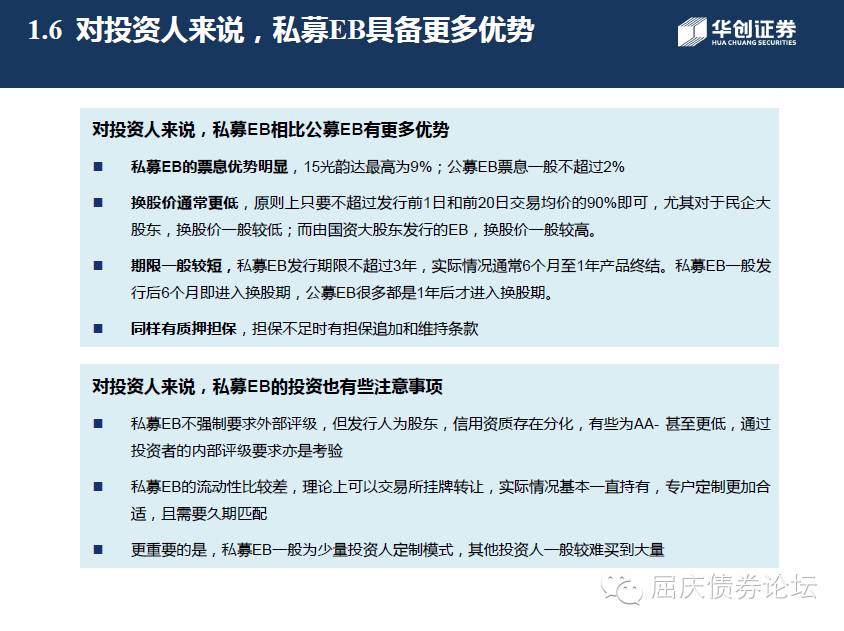 1.6 对投资人来说，私募EB具备更多优势
华创证券
HUA CHUANG SECURITIES
对投资人来说，私募EB相比公募EB有更多优势
■ 私募EB的票息优势明显，15光韵达最高为9%；公募EB票息一般不超过2%
■ 换股价通常更低，原则上只要不超过发行前1日和前20日交易均价的90%即可，尤其对于民企大
股东，换股价一般较低；而由国资大股东发行的EB，换股价一般较高。
■ 期限一般较短，私募EB发行期限不超过3年，实际情况通常6个月至1年产品终结。私募EB一般发
行后6个月即进入换股期，公募EB很多都是1年后才进入换股期。
■ 同样有质押担保，担保不足时有担保追加和维持条款
对投资人来说，私募EB的投资也有些注意事项
■ 私募EB不强制要求外部评级，但发行人为股东，信用资质存在分化，有些为AA- 甚至更低，通过
投资者的内部评级要求亦是考验
■ 私募EB的流动性比较差，理论上可以交易所挂牌转让，实际情况基本一直持有，专户定制更加合
适，且需要久期匹配
■ 更重要的是，私募EB一般为少量投资人定制模式，其他投资人一般较难买到大量
屈庆债券论坛